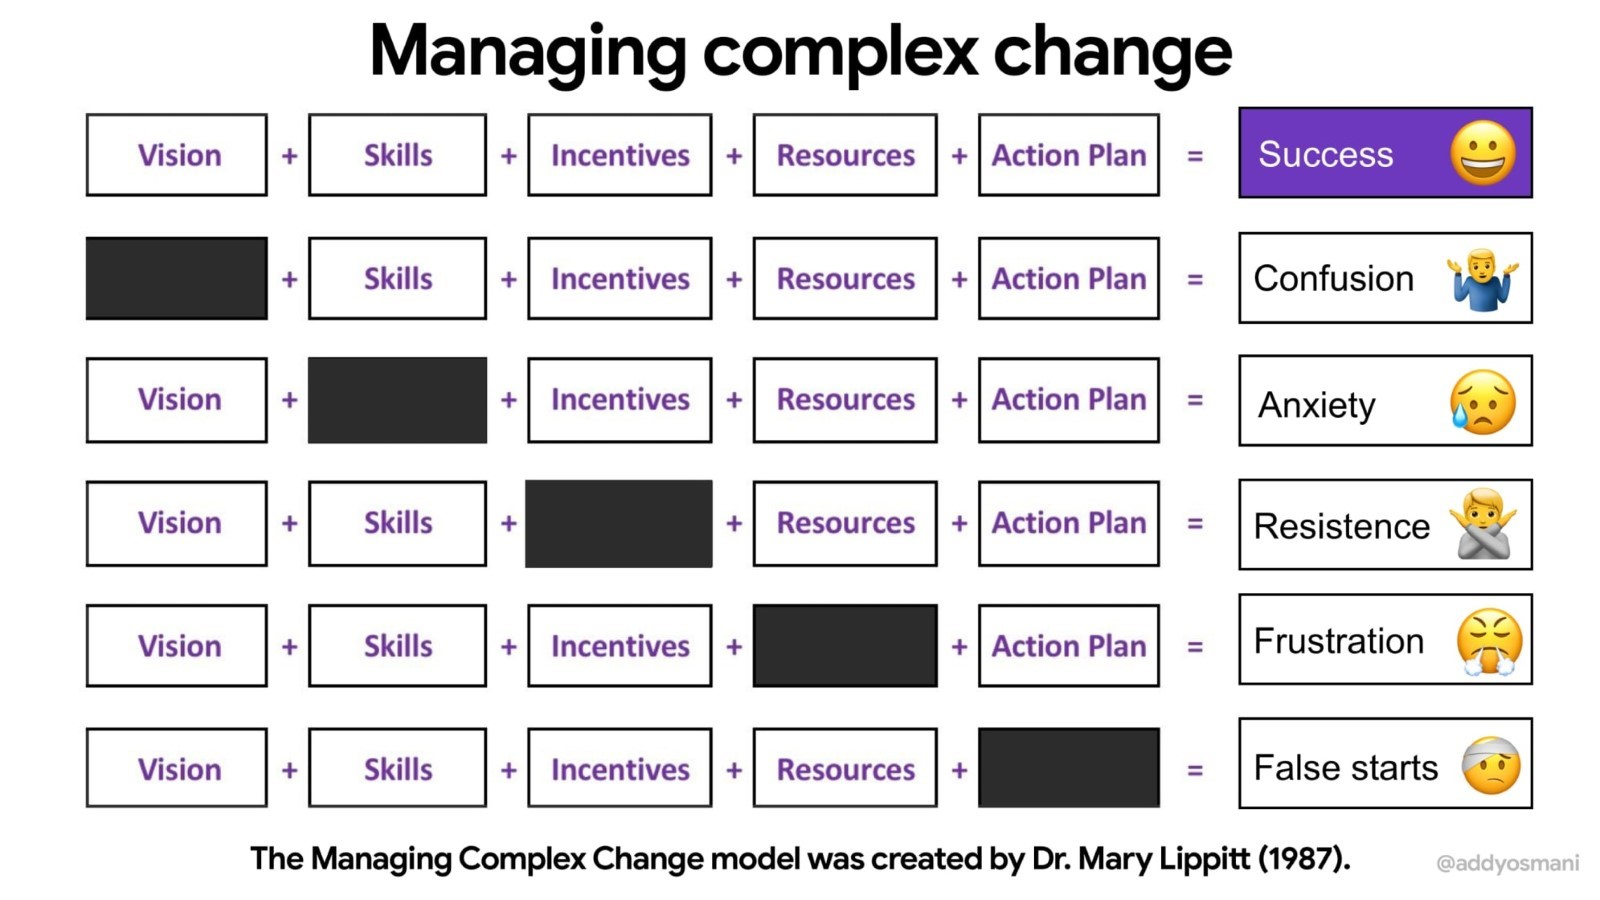 Managing complex change
Vision + Skills + Incentives + Resources + Action Plan = Success
+ Skills + Incentives + Resources + Action Plan = Confusion
Vision + + Incentives + Resources + Action Plan = Anxiety
Vision + Skills + + Resources + Action Plan = Resistence
Vision + Skills + Incentives + + Action Plan = Frustration
Vision + Skills + Incentives + Resources + = False starts
The Managing Complex Change model was created by Dr. Mary Lippitt (1987).
@addyosmani